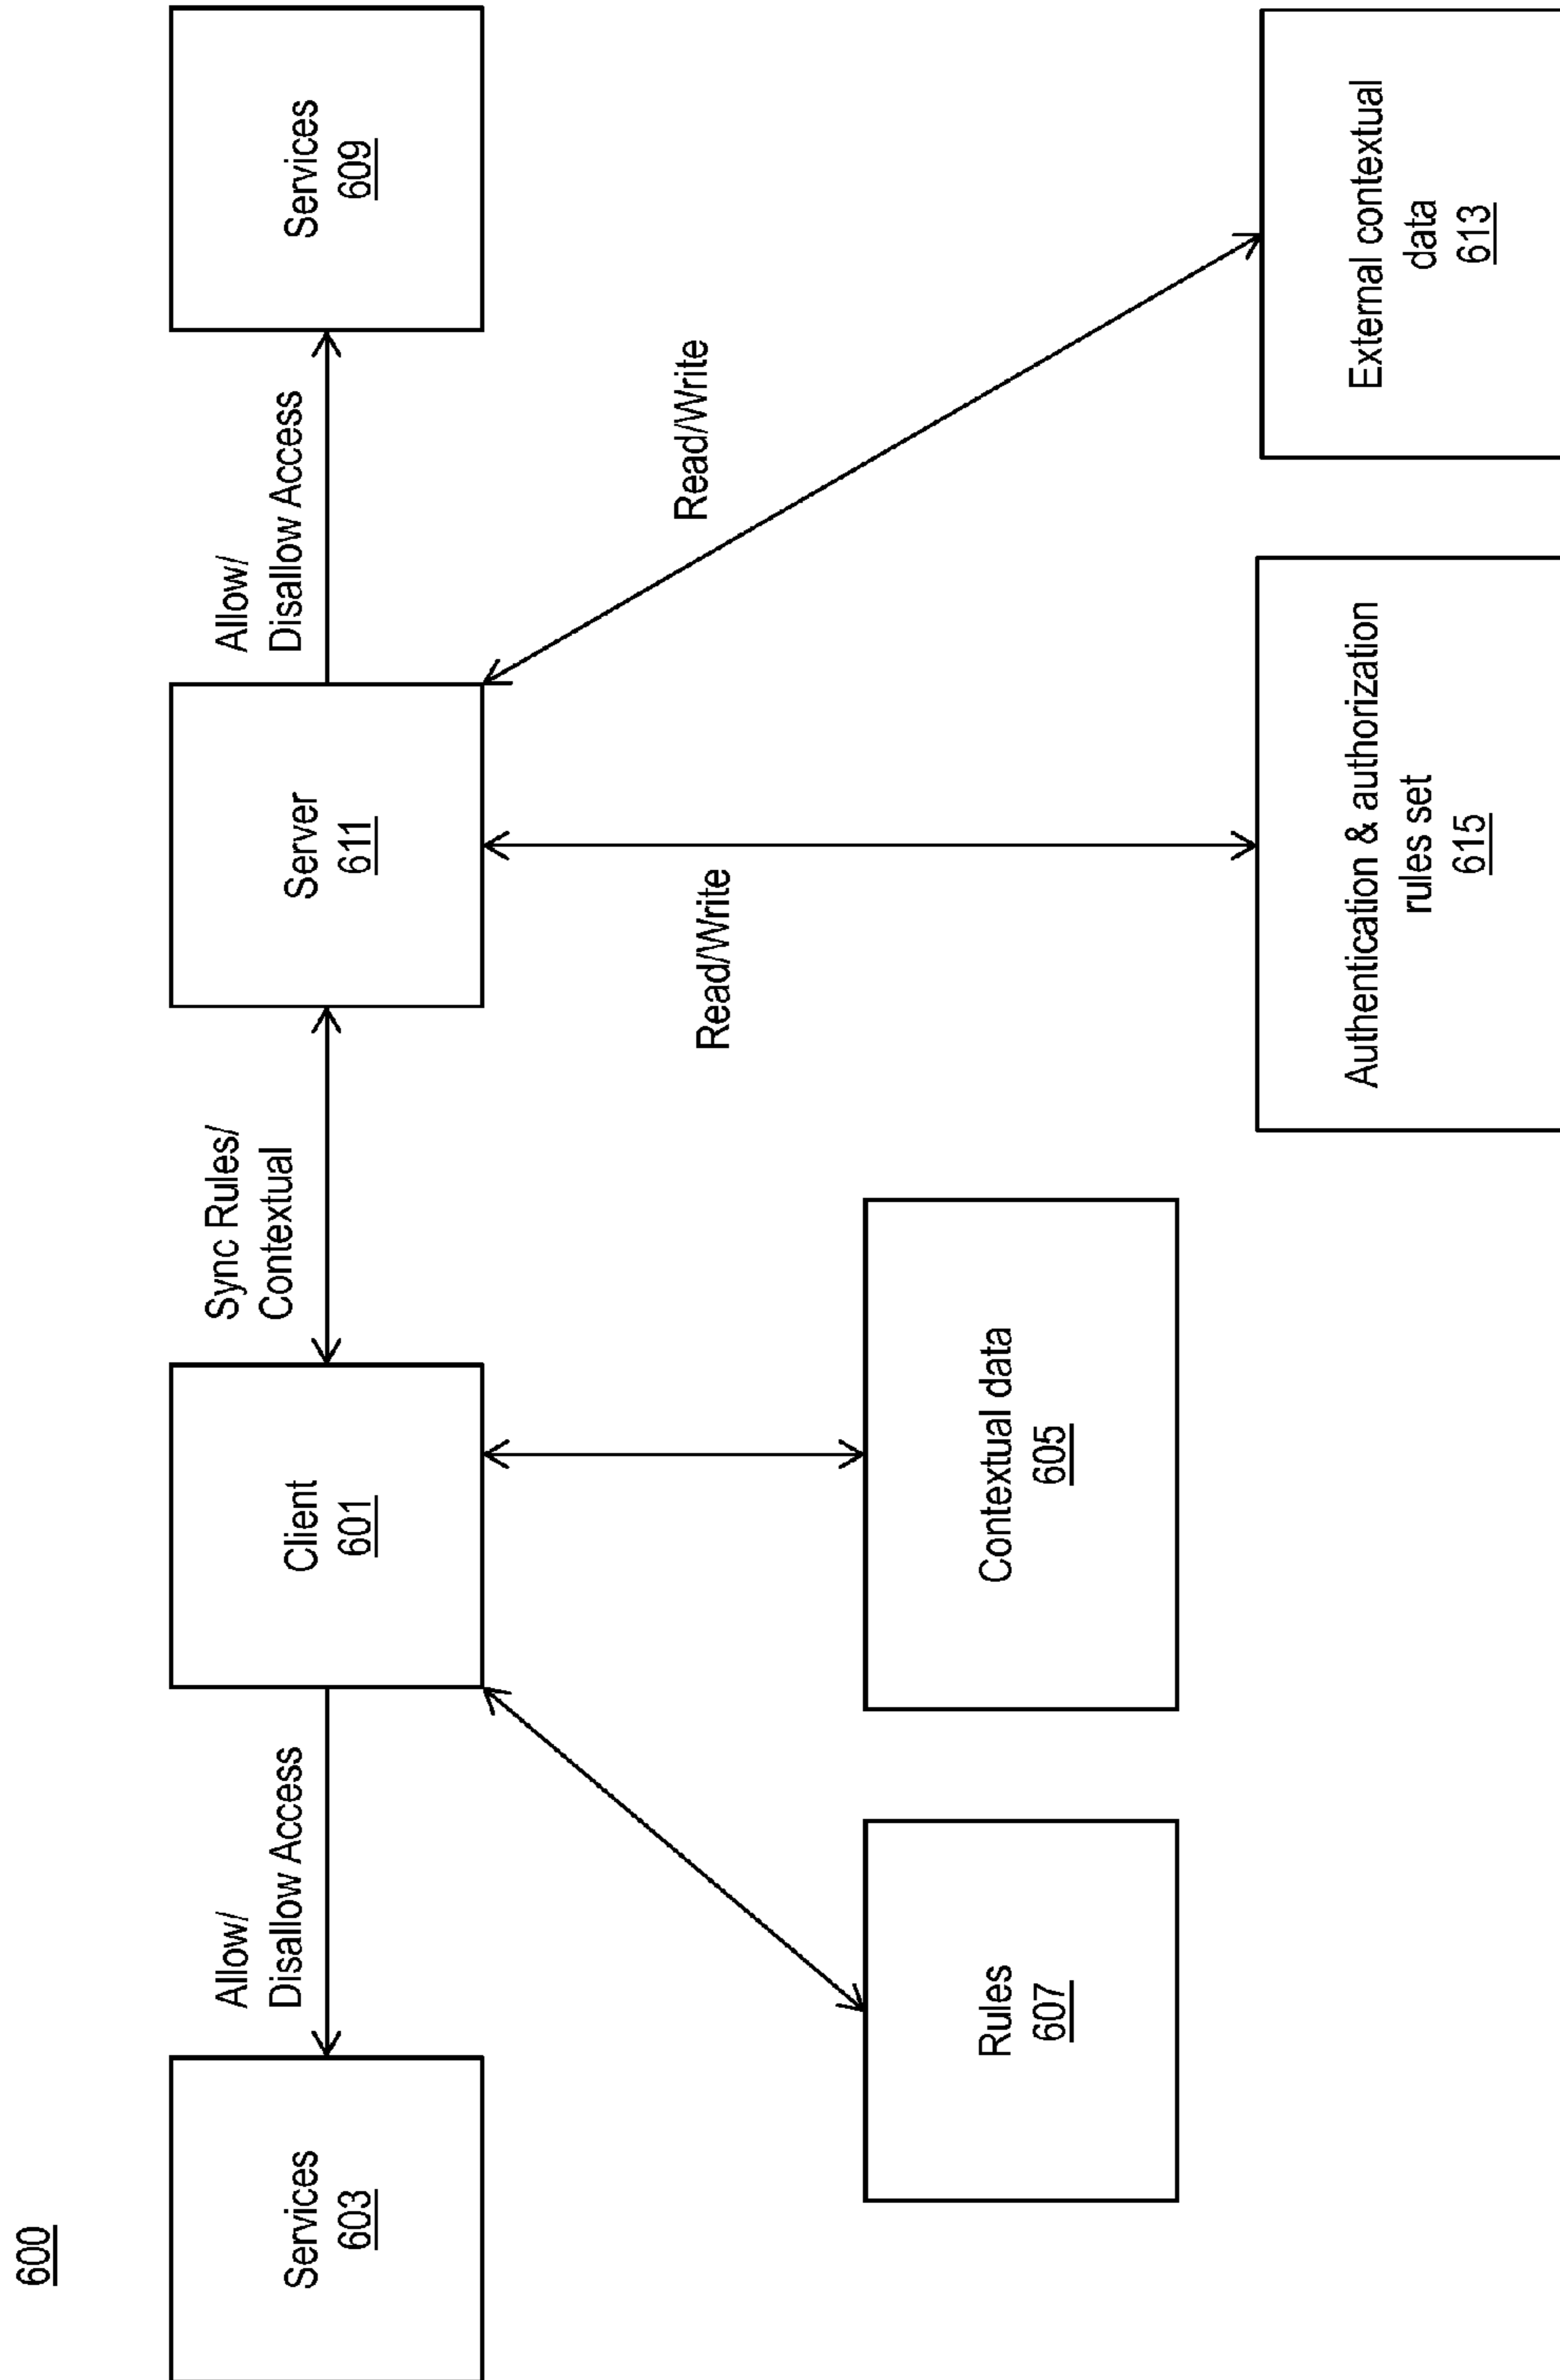 600
Services
603
Allow/
Disallow Access
Client
601
Sync Rules/
Contextual
Server
611
Allow/
Disallow Access
Services
609
Read/Write
Read/Write
Rules
607
Contextual data
605
Authentication & authorization
rules set
615
External contextual
data
613